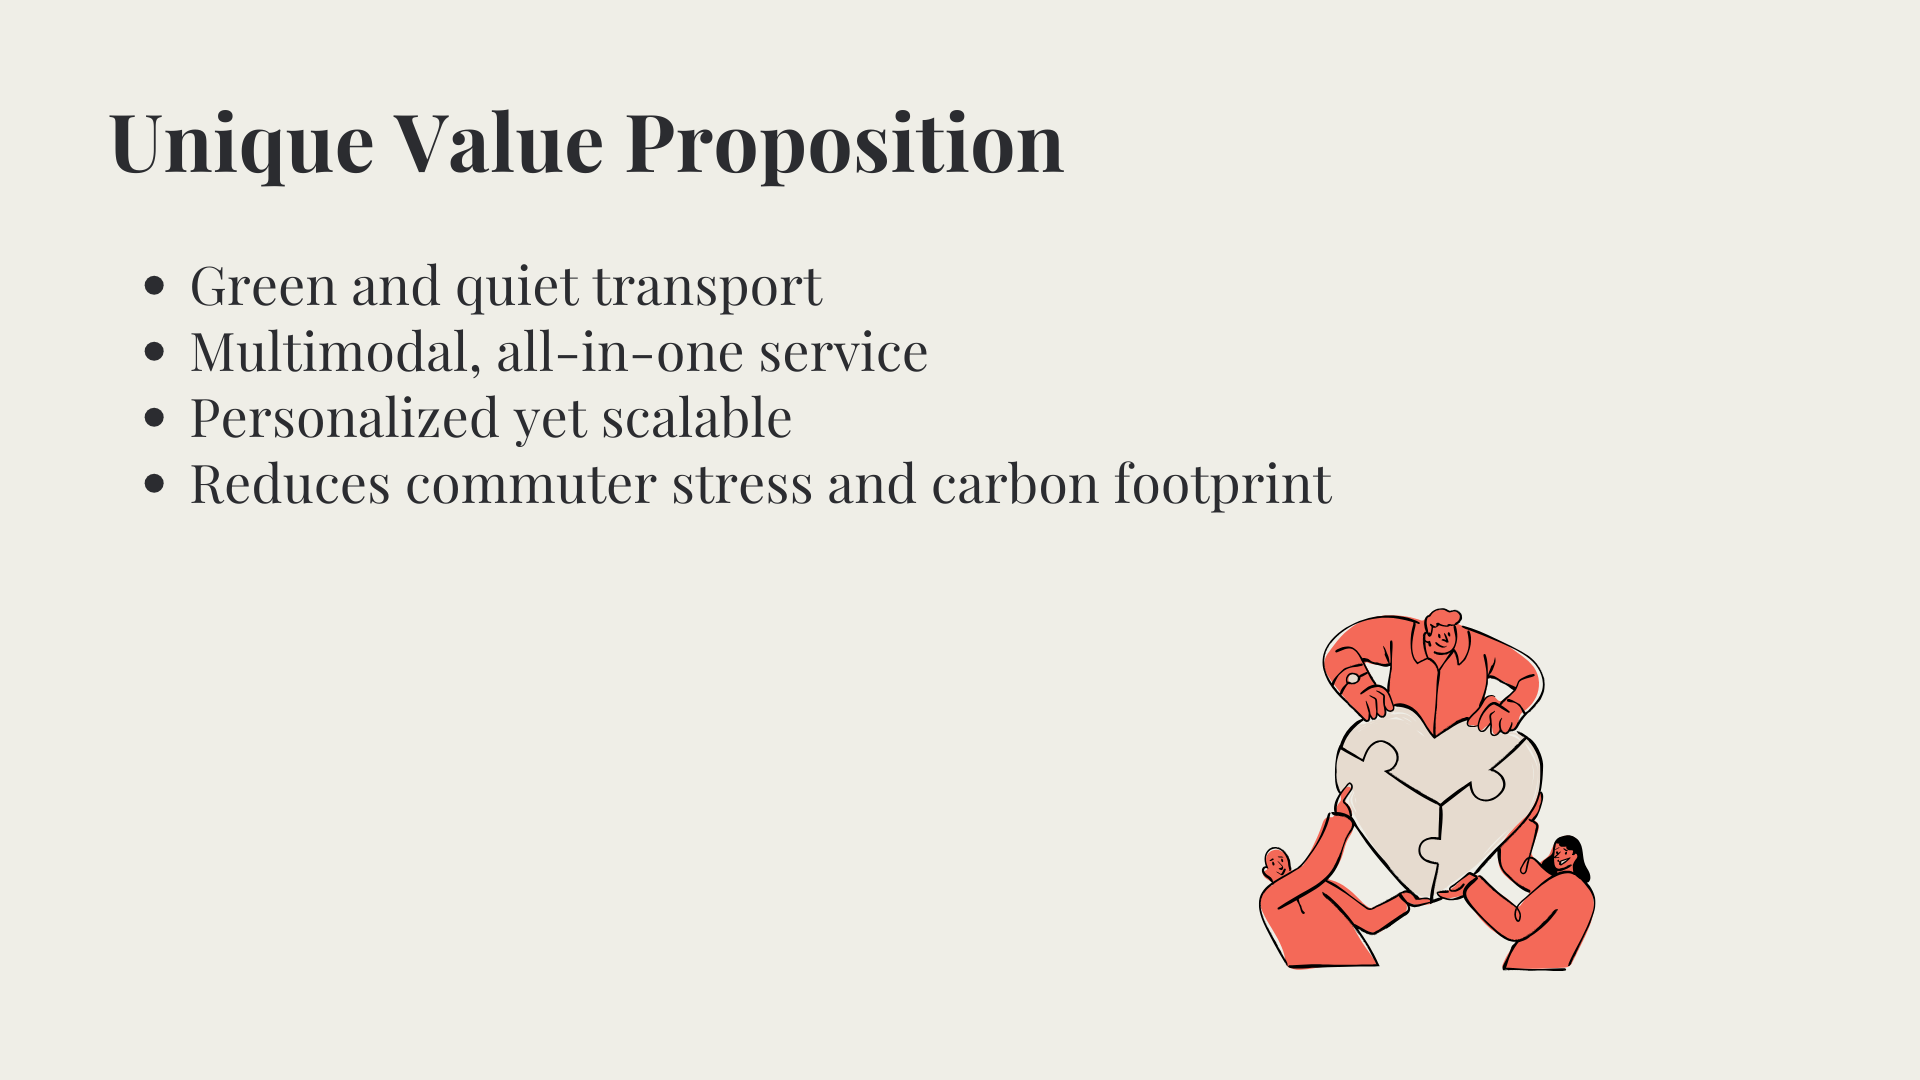 Unique Value Proposition
• Green and quiet transport
• Multimodal, all-in-one service
• Personalized yet scalable
• Reduces commuter stress and carbon footprint